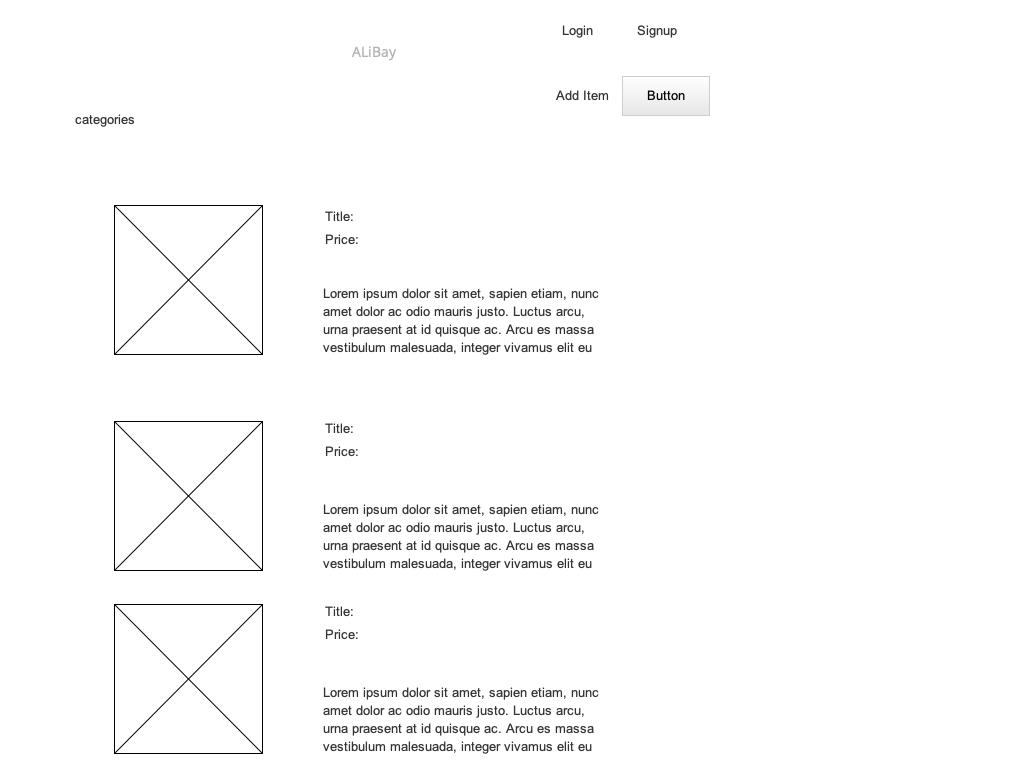 Login Signup
ALiBay
Add Item Button
categories
Title:
Price:
Lorem ipsum dolor sit amet, sapien etiam, nunc
amet dolor ac odio mauris justo. Luctus arcu,
urna praesent at id quisque ac. Arcu es massa
vestibulum malesuada, integer vivamus elit eu
Title:
Price:
Lorem ipsum dolor sit amet, sapien etiam, nunc
amet dolor ac odio mauris justo. Luctus arcu,
urna praesent at id quisque ac. Arcu es massa
vestibulum malesuada, integer vivamus elit eu
Title:
Price:
Lorem ipsum dolor sit amet, sapien etiam, nunc
amet dolor ac odio mauris justo. Luctus arcu,
urna praesent at id quisque ac. Arcu es massa
vestibulum malesuada, integer vivamus elit eu